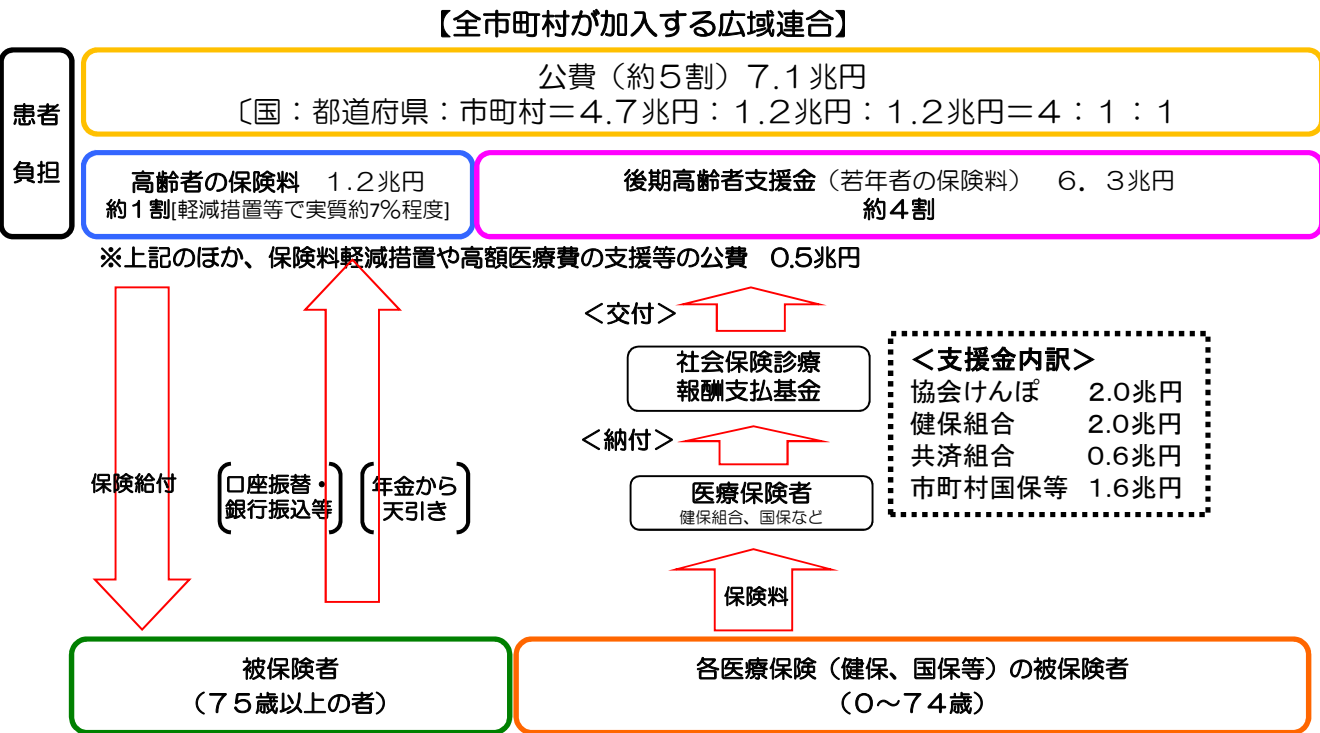 【全市町村が加入する広域連合】
患者
負担
公費（約５割）７.１兆円
〔国：都道府県：市町村＝４.７兆円：１.２兆円：１.２兆円＝４：１：１
高齢者の保険料　１.２兆円
約１割[軽減措置等で実質約7％程度]
後期高齢者支援金（若年者の保険料）　６．３兆円
約４割
※上記のほか、保険料軽減措置や高額医療費の支援等の公費　0.5兆円
＜交付＞
社会保険診療
報酬支払基金
＜納付＞
医療保険者
健保組合、国保など
保険料
＜支援金内訳＞
協会けんぽ　2.0兆円
健保組合　2.0兆円
共済組合　0.6兆円
市町村国保等　1.6兆円
保険給付
口座振替・
銀行振込等
年金から
天引き
被保険者
（７５歳以上の者）
各医療保険（健保、国保等）の被保険者
（０～７４歳）